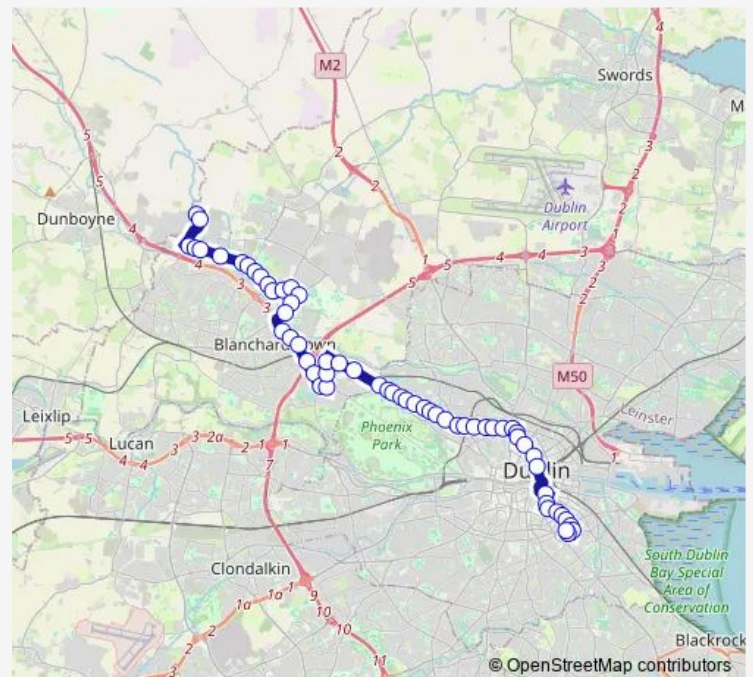 Swords
M2
Dublin
Airport
Dunboyne
Blanchardstown
M50
Leinster
Leixlip
Lucan
Phoenix
Park
Dublin
Clondalkin
South Dublin
Bay Special
Area of
Conservation
Blackrock
© OpenStreetMap contributors